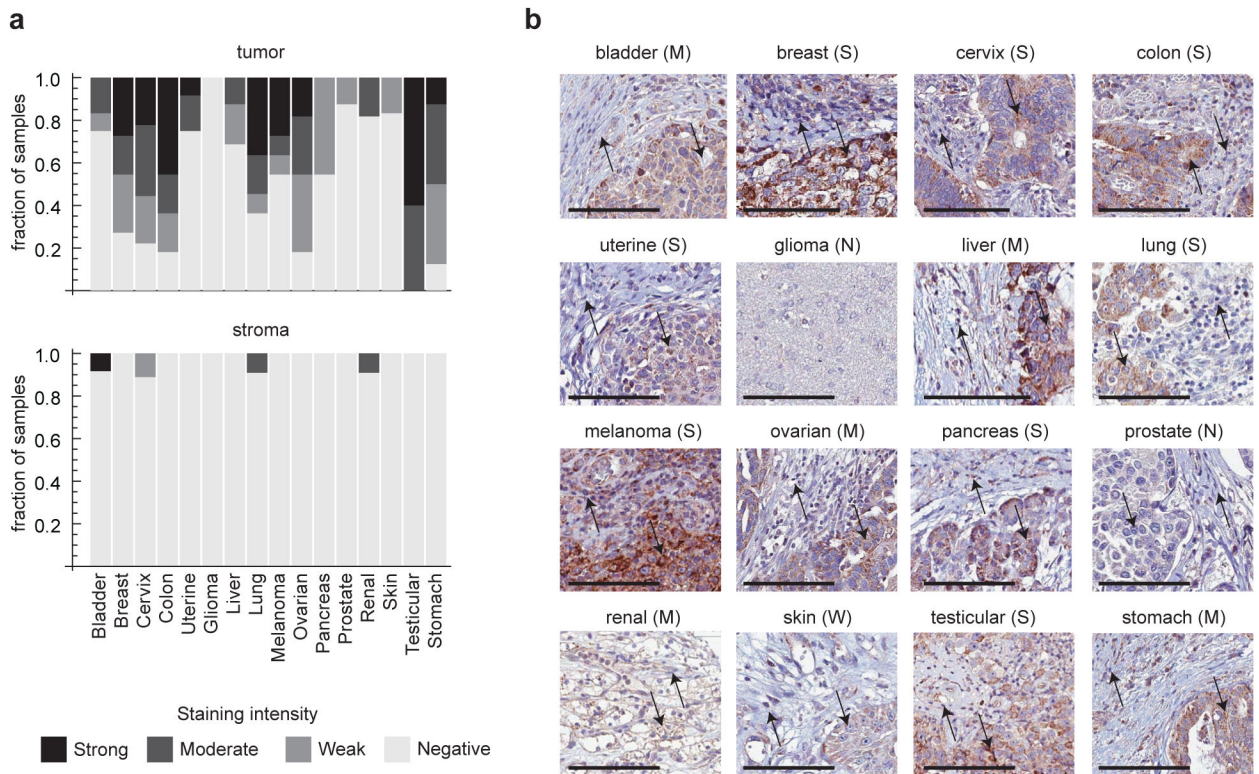 a
tumor
fraction of samples
1.0
0.8
0.6
0.4
0.2
stroma
fraction of samples
1.0
0.8
0.6
0.4
0.2
Bladder
Breast
Cervix
Colon
Uterine
Glioma
Liver
Lung
Melanoma
Ovarian
Pancreas
Prostate
Renal
Skin
Testicular
Stomach
Staining intensity
Strong Moderate Weak Negative
b
bladder (M) breast (S) cervix (S) colon (S)
uterine (S) glioma (N) liver (M) lung (S)
melanoma (S) ovarian (M) pancreas (S) prostate (N)
renal (M) skin (W) testicular (S) stomach (M)